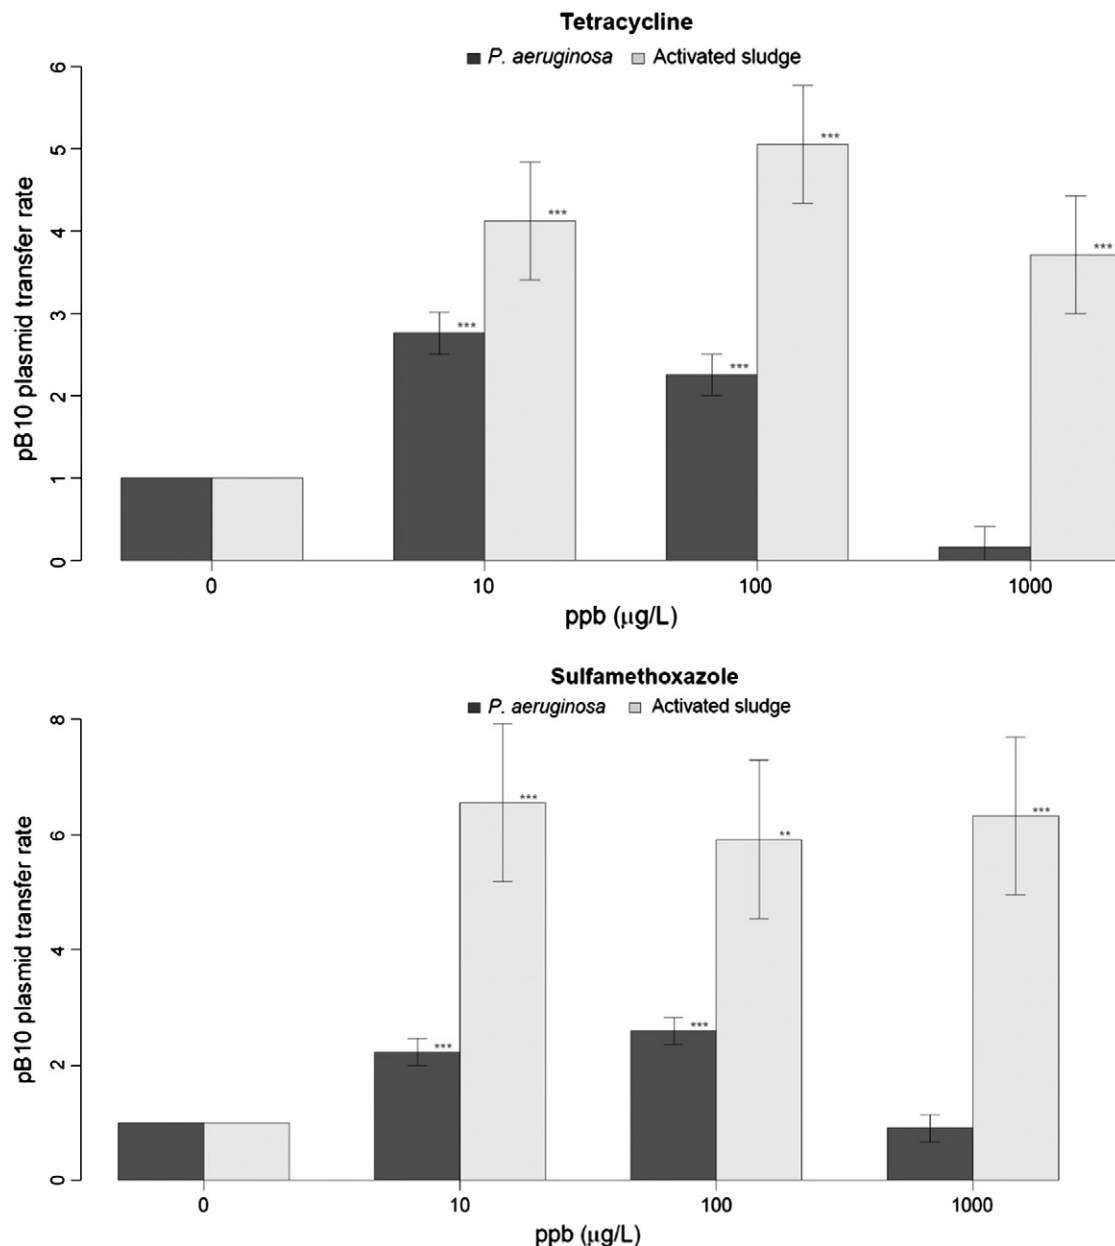 Tetracycline
P. aeruginosa Activated sludge
pB10 plasmid transfer rate
6
5
4
3
2
1
0
***
***
***
***
***
0 10 100 1000
ppb (µg/L)
Sulfamethoxazole
P. aeruginosa Activated sludge
pB10 plasmid transfer rate
8
6
4
2
0
***
***
***
**
***
0 10 100 1000
ppb (µg/L)